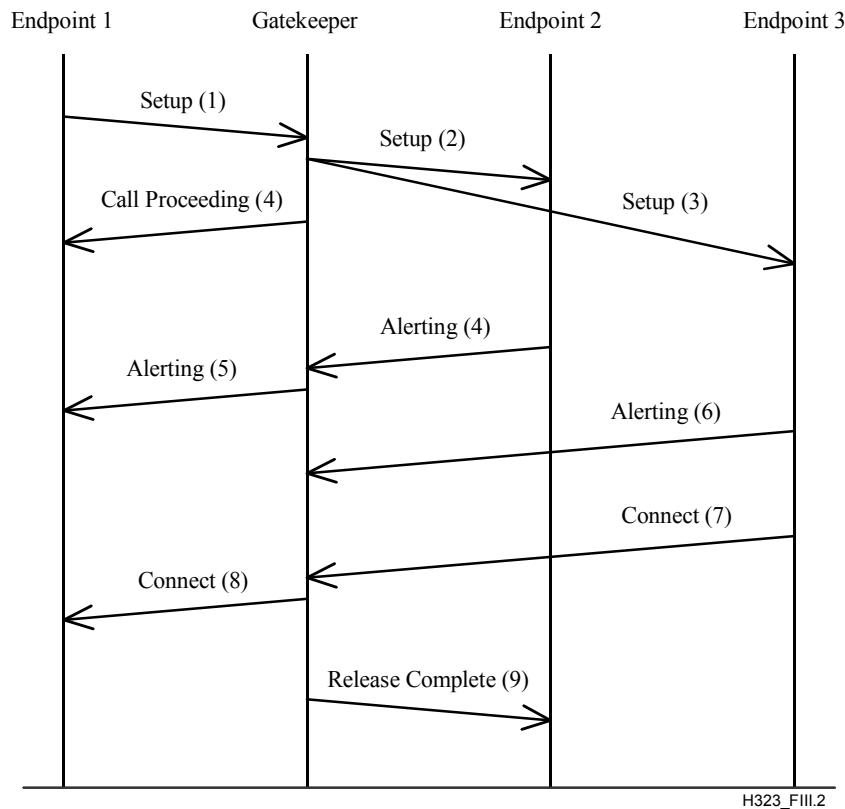 Endpoint 1 Gatekeeper Endpoint 2 Endpoint 3
Setup (1)
Setup (2)
Call Proceeding (4)
Setup (3)
Alerting (4)
Alerting (5)
Alerting (6)
Connect (7)
Connect (8)
Release Complete (9)
H323_FIII.2